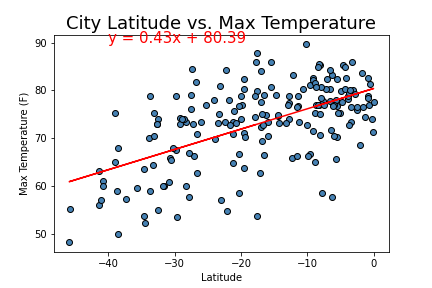 City Latitude vs. Max Temperature
y = 0.43x + 80.39
90
80
70
60
50
Max Temperature (F)
−40 −30 −20 −10 0
Latitude